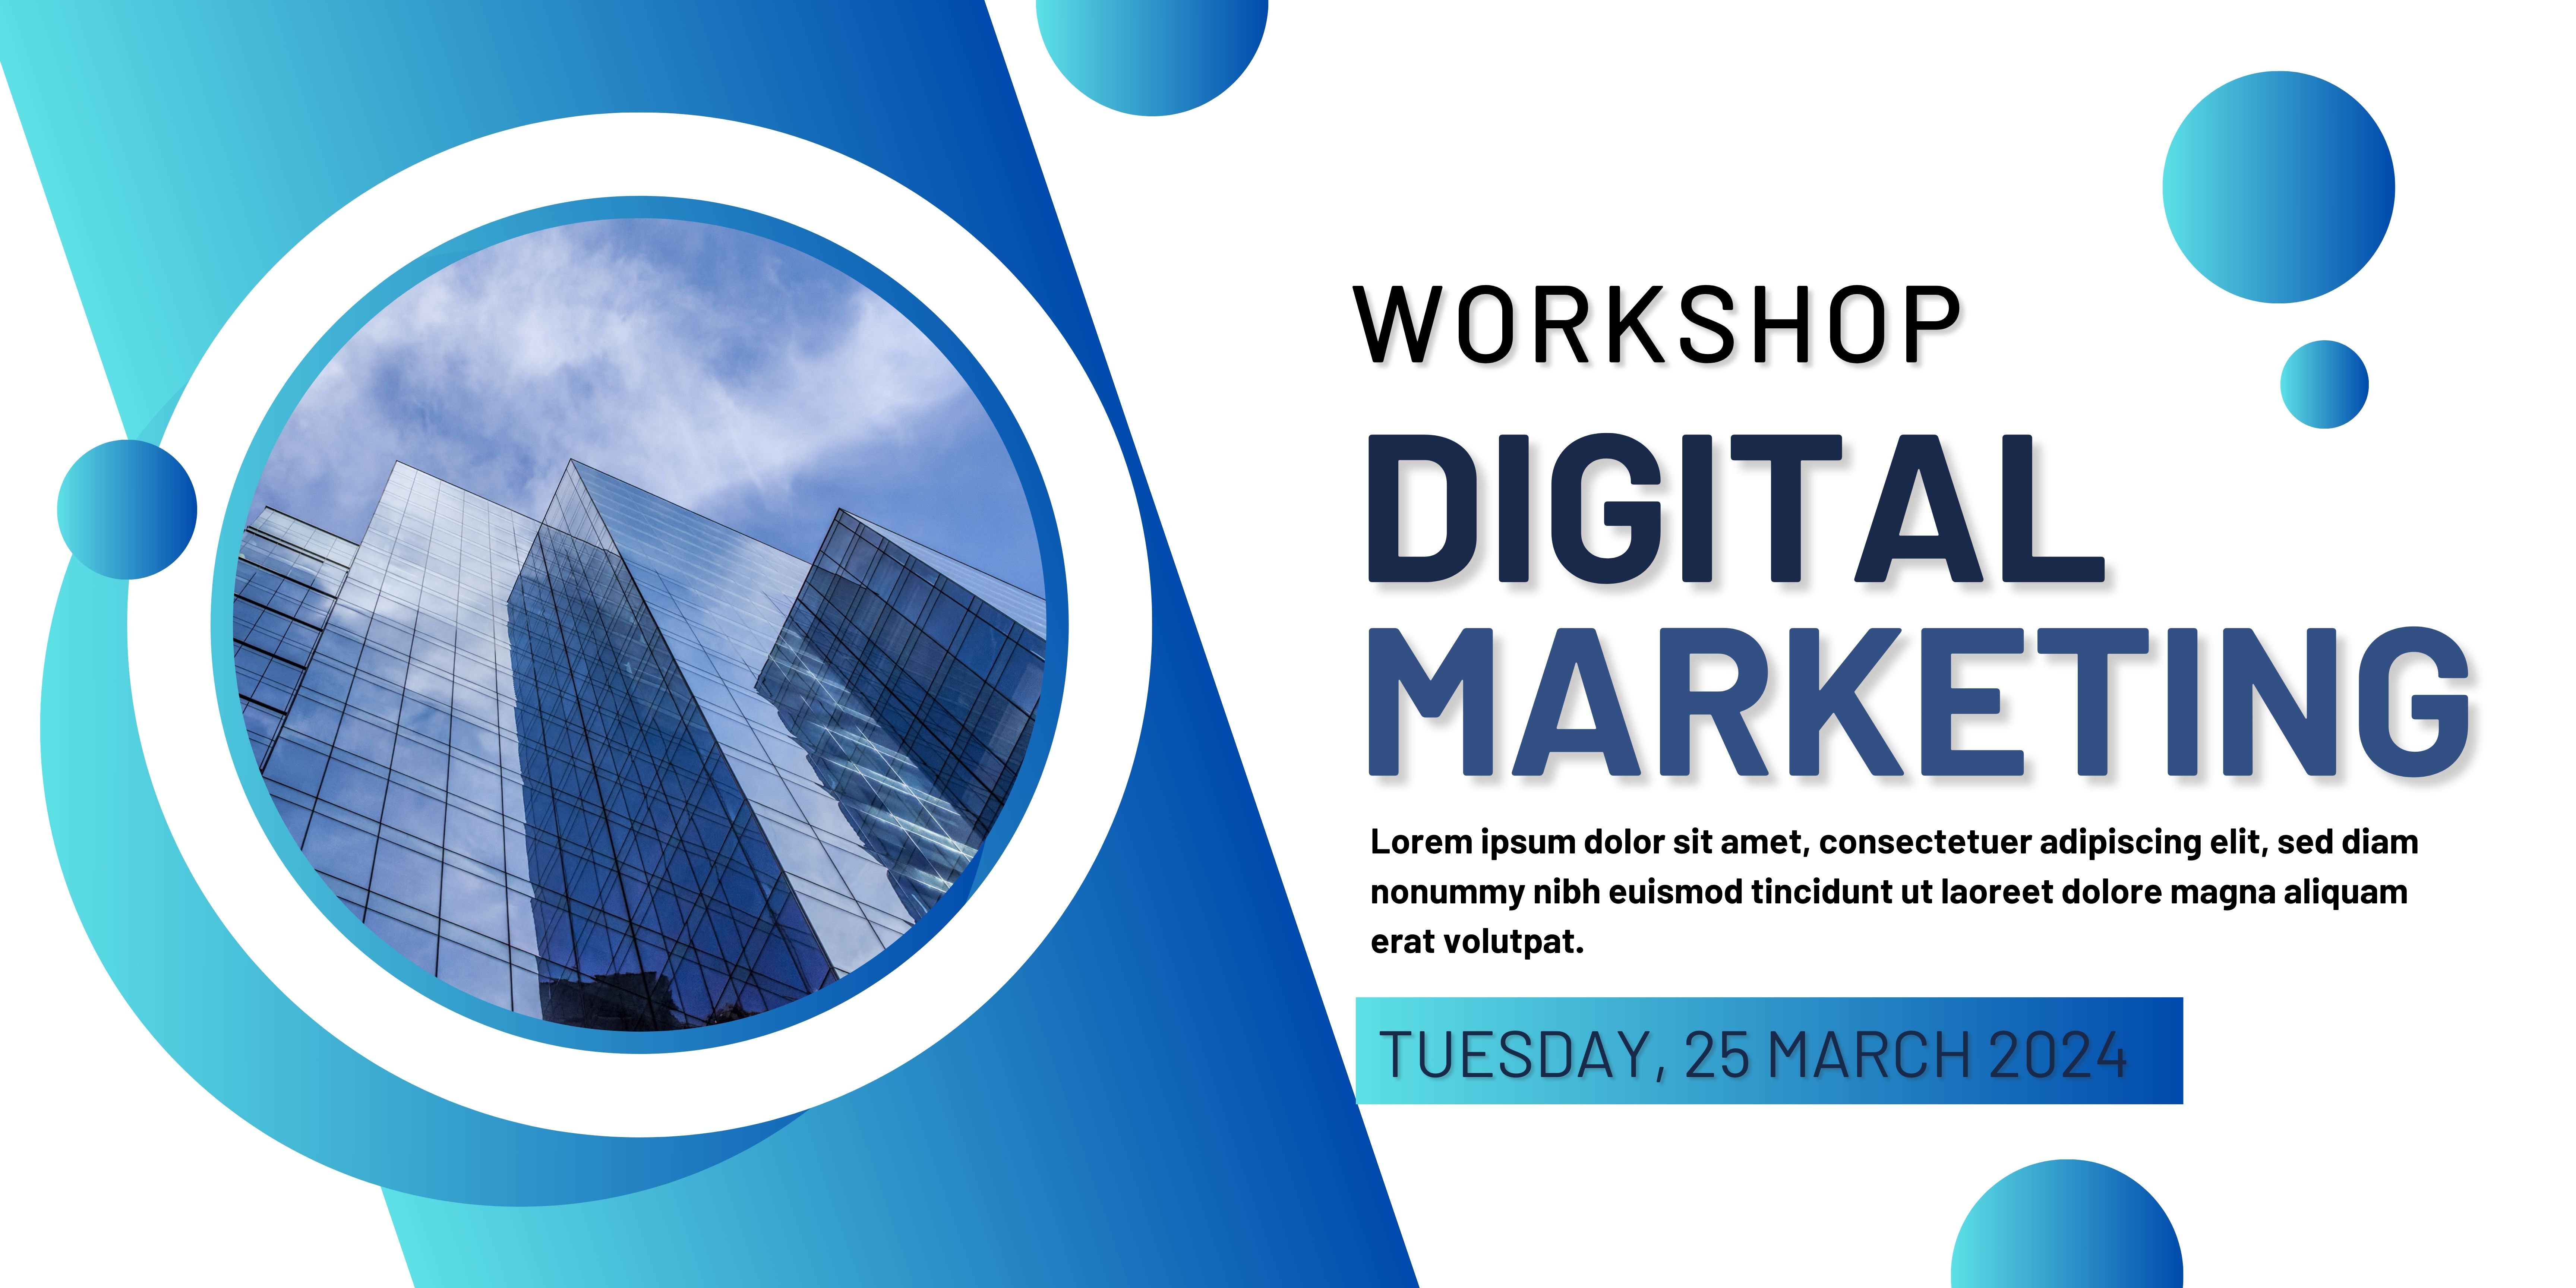 WORKSHOP
DIGITAL
MARKETING
Lorem ipsum dolor sit amet, consectetuer adipiscing elit, sed diam
nonummy nibh euismod tincidunt ut laoreet dolore magna aliquam
erat volutpat.
TUESDAY, 25 MARCH 2024